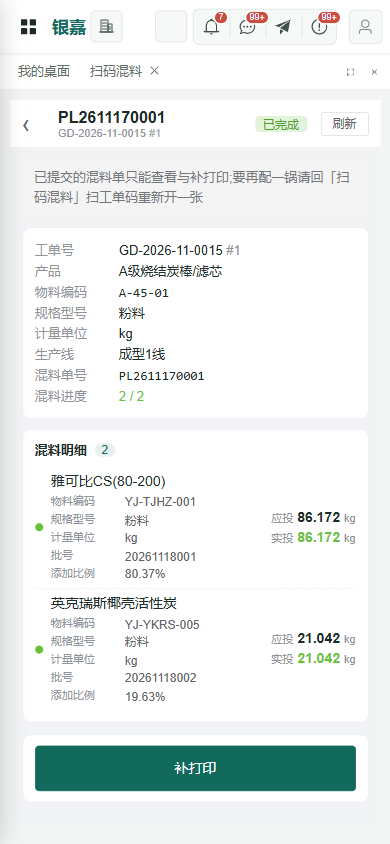 银嘉
7
99+
99+
我的桌面 扫码混料
PL2611170001
GD-2026-11-0015 #1
已完成
刷新
已提交的混料单只能查看与补打印;要再配一锅请回「扫
码混料」扫工单码重新开一张
工单号 GD-2026-11-0015 #1
产品 A级烧结炭棒/滤芯
物料编码 A-45-01
规格型号 粉料
计量单位 kg
生产线 成型1线
混料单号 PL2611170001
混料进度 2 / 2
混料明细 2
雅可比CS(80-200)
物料编码 YJ-TJHZ-001
规格型号 粉料
计量单位 kg
批号 20261118001
添加比例 80.37%
应投 86.172 kg
实投 86.172 kg
英克瑞斯椰壳活性炭
物料编码 YJ-YKRS-005
规格型号 粉料
计量单位 kg
批号 20261118002
添加比例 19.63%
应投 21.042 kg
实投 21.042 kg
补打印